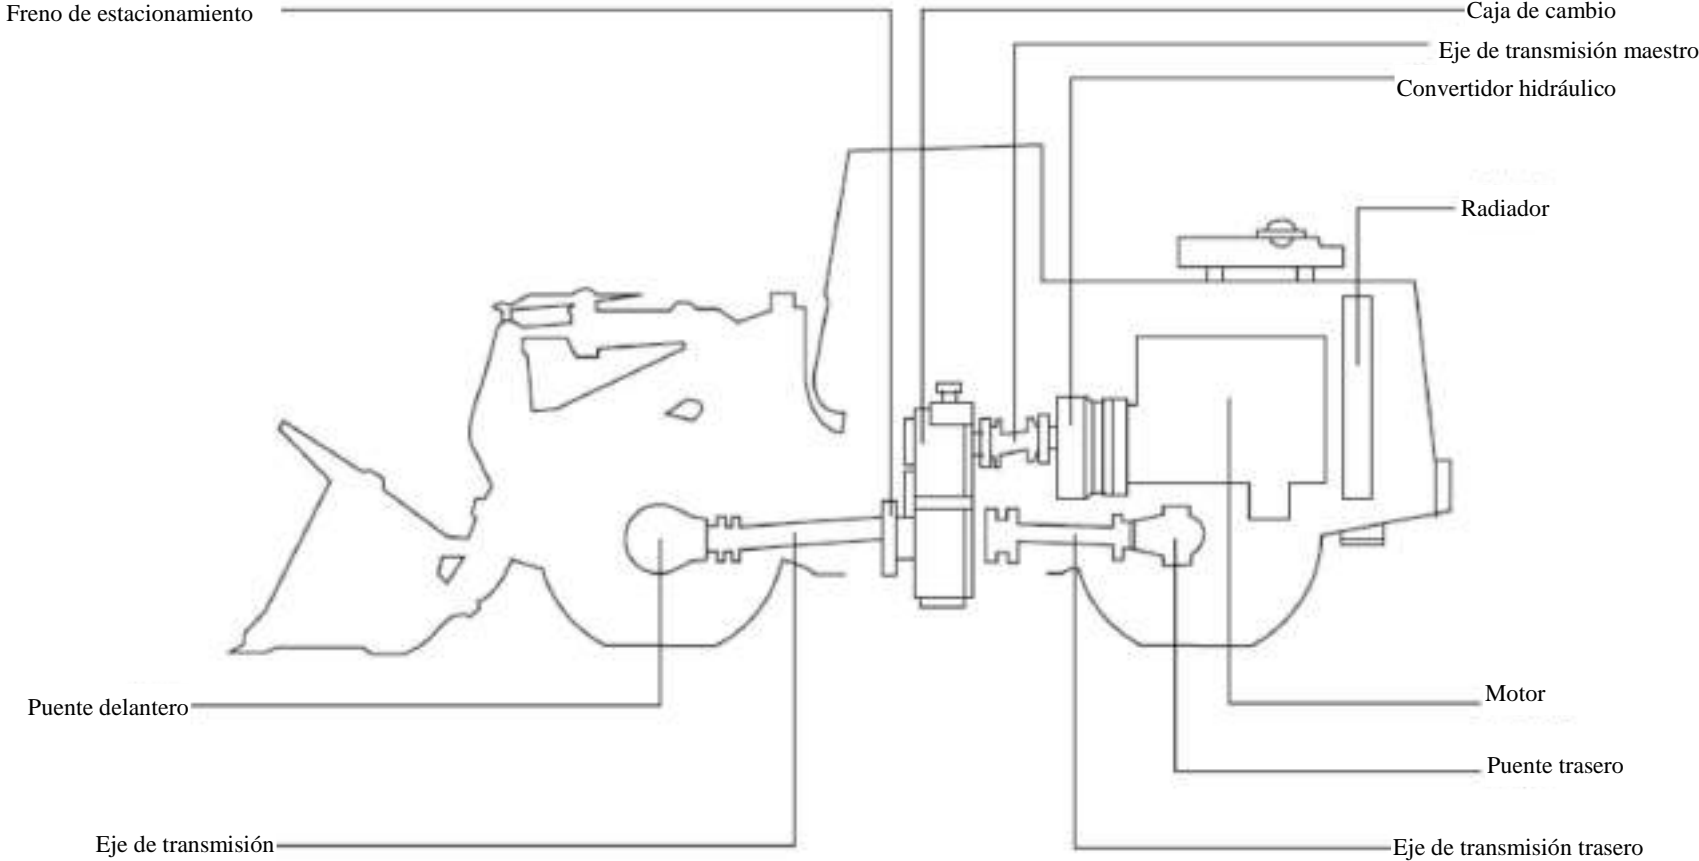 Freno de estacionamiento
Caja de cambio
Eje de transmisión maestro
Convertidor hidráulico
Radiador
Puente delantero
Motor
Puente trasero
Eje de transmisión
Eje de transmisión trasero